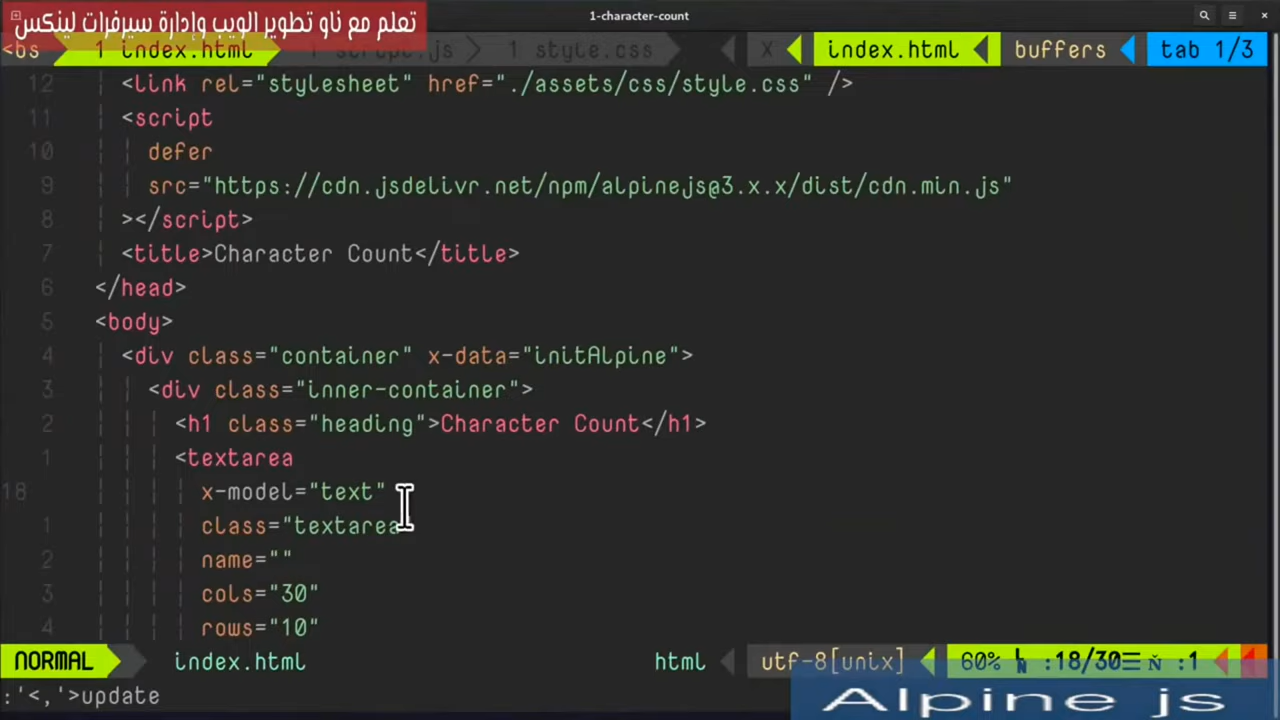 1-character-count
تعلم مع ناو تطوير الويب وإدارة سيرفرات لينكس
<bs 1 index.html 1 script.js 1 style.css X index.html buffers tab 1/3
12 <link rel="stylesheet" href="./assets/css/style.css" />
11 <script
10 defer
9 src="https://cdn.jsdelivr.net/npm/alpinejs@3.x.x/dist/cdn.min.js"
8 ></script>
7 <title>Character Count</title>
6 </head>
5 <body>
4 <div class="container" x-data="initAlpine">
3 <div class="inner-container">
2 <h1 class="heading">Character Count</h1>
1 <textarea
18 x-model="text"
1 class="textarea"
2 name=""
3 cols="30"
4 rows="10"
NORMAL index.html html utf-8[unix] 60% :18/30 :1
:'<,'>update
Alpine js